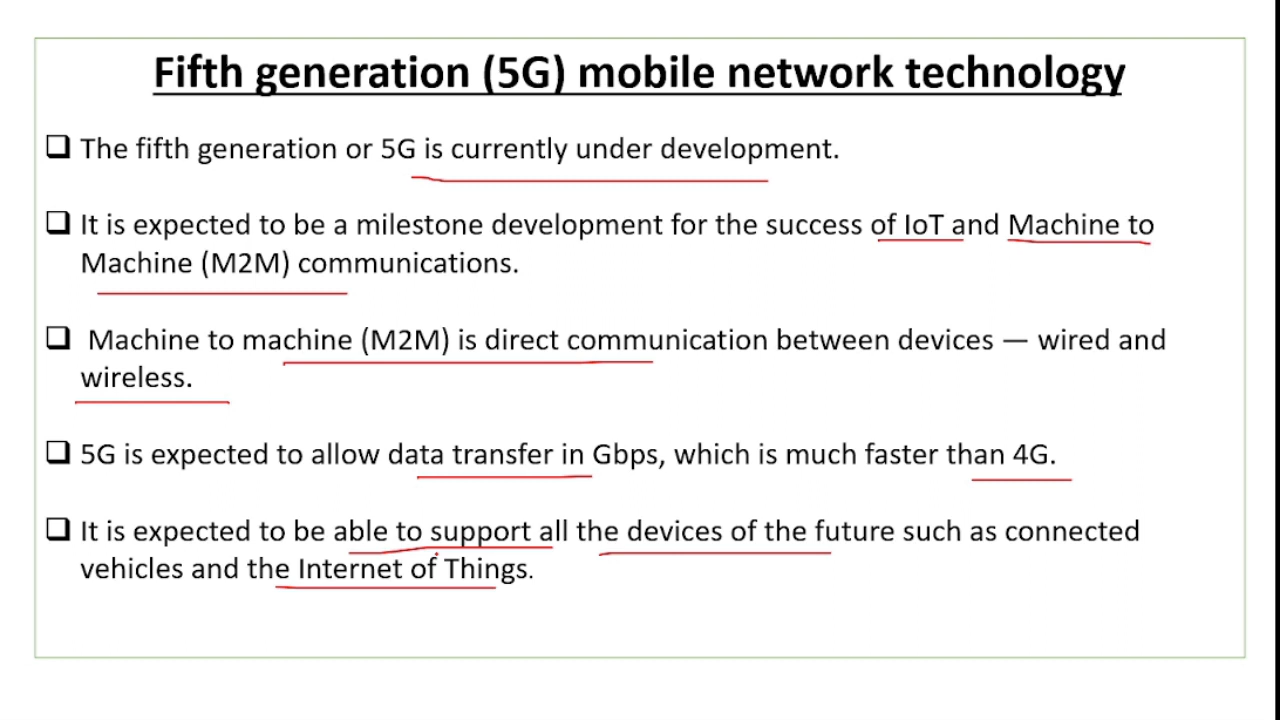 Fifth generation (5G) mobile network technology
❑ The fifth generation or 5G is currently under development.
❑ It is expected to be a milestone development for the success of IoT and Machine to
Machine (M2M) communications.
❑ Machine to machine (M2M) is direct communication between devices — wired and
wireless.
❑ 5G is expected to allow data transfer in Gbps, which is much faster than 4G.
❑ It is expected to be able to support all the devices of the future such as connected
vehicles and the Internet of Things.